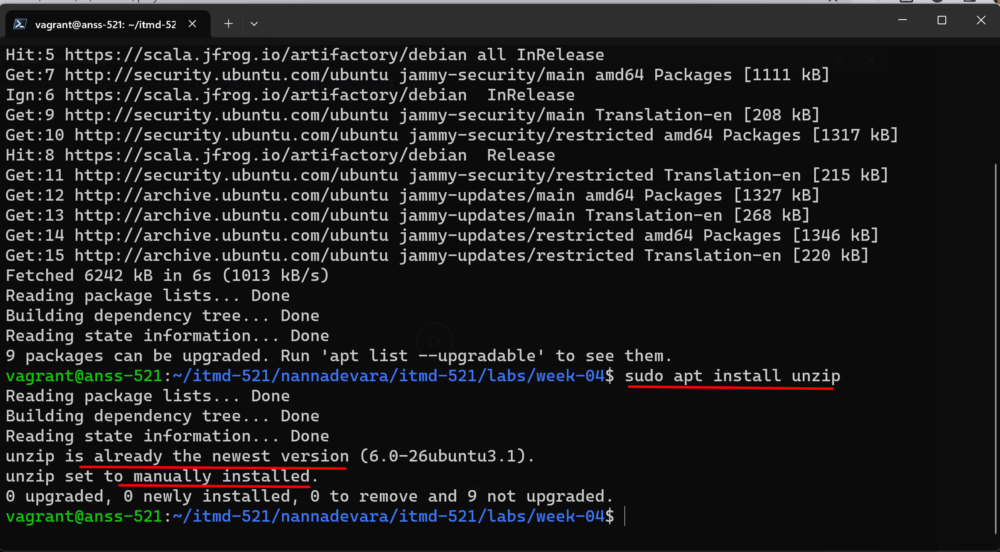 vagrant@anss-521: ~/itmd-52
Hit:5 https://scala.jfrog.io/artifactory/debian all InRelease
Get:7 http://security.ubuntu.com/ubuntu jammy-security/main amd64 Packages [1111 kB]
Ign:6 https://scala.jfrog.io/artifactory/debian  InRelease
Get:9 http://security.ubuntu.com/ubuntu jammy-security/main Translation-en [208 kB]
Get:10 http://security.ubuntu.com/ubuntu jammy-security/restricted amd64 Packages [1317 kB]
Hit:8 https://scala.jfrog.io/artifactory/debian  Release
Get:11 http://security.ubuntu.com/ubuntu jammy-security/restricted Translation-en [215 kB]
Get:12 http://archive.ubuntu.com/ubuntu jammy-updates/main amd64 Packages [1327 kB]
Get:13 http://archive.ubuntu.com/ubuntu jammy-updates/main Translation-en [268 kB]
Get:14 http://archive.ubuntu.com/ubuntu jammy-updates/restricted amd64 Packages [1346 kB]
Get:15 http://archive.ubuntu.com/ubuntu jammy-updates/restricted Translation-en [220 kB]
Fetched 6242 kB in 6s (1013 kB/s)
Reading package lists... Done
Building dependency tree... Done
Reading state information... Done
9 packages can be upgraded. Run 'apt list --upgradable' to see them.
vagrant@anss-521:~/itmd-521/nannadevara/itmd-521/labs/week-04$ sudo apt install unzip
Reading package lists... Done
Building dependency tree... Done
Reading state information... Done
unzip is already the newest version (6.0-26ubuntu3.1).
unzip set to manually installed.
0 upgraded, 0 newly installed, 0 to remove and 9 not upgraded.
vagrant@anss-521:~/itmd-521/nannadevara/itmd-521/labs/week-04$